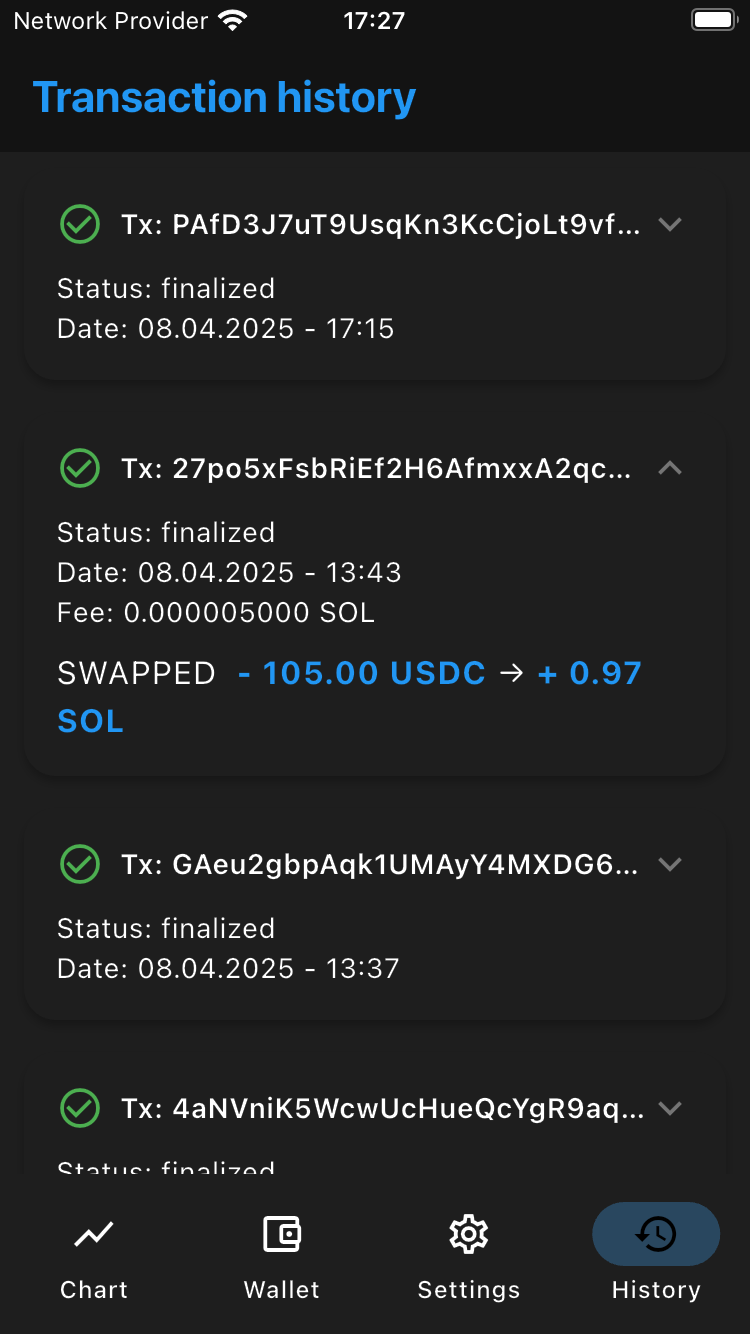 Network Provider 17:27
Transaction history
Tx: PAfD3J7uT9UsqKn3KcCjoLt9vf...
Status: finalized
Date: 08.04.2025 - 17:15
Tx: 27po5xFsbRiEf2H6AfmxxA2qc...
Status: finalized
Date: 08.04.2025 - 13:43
Fee: 0.000005000 SOL
SWAPPED - 105.00 USDC → + 0.97
SOL
Tx: GAeu2gbpAqk1UMAyY4MXDG6...
Status: finalized
Date: 08.04.2025 - 13:37
Tx: 4aNVniK5WcwUcHueQcYgR9aq...
Status: finalized
Chart Wallet Settings History